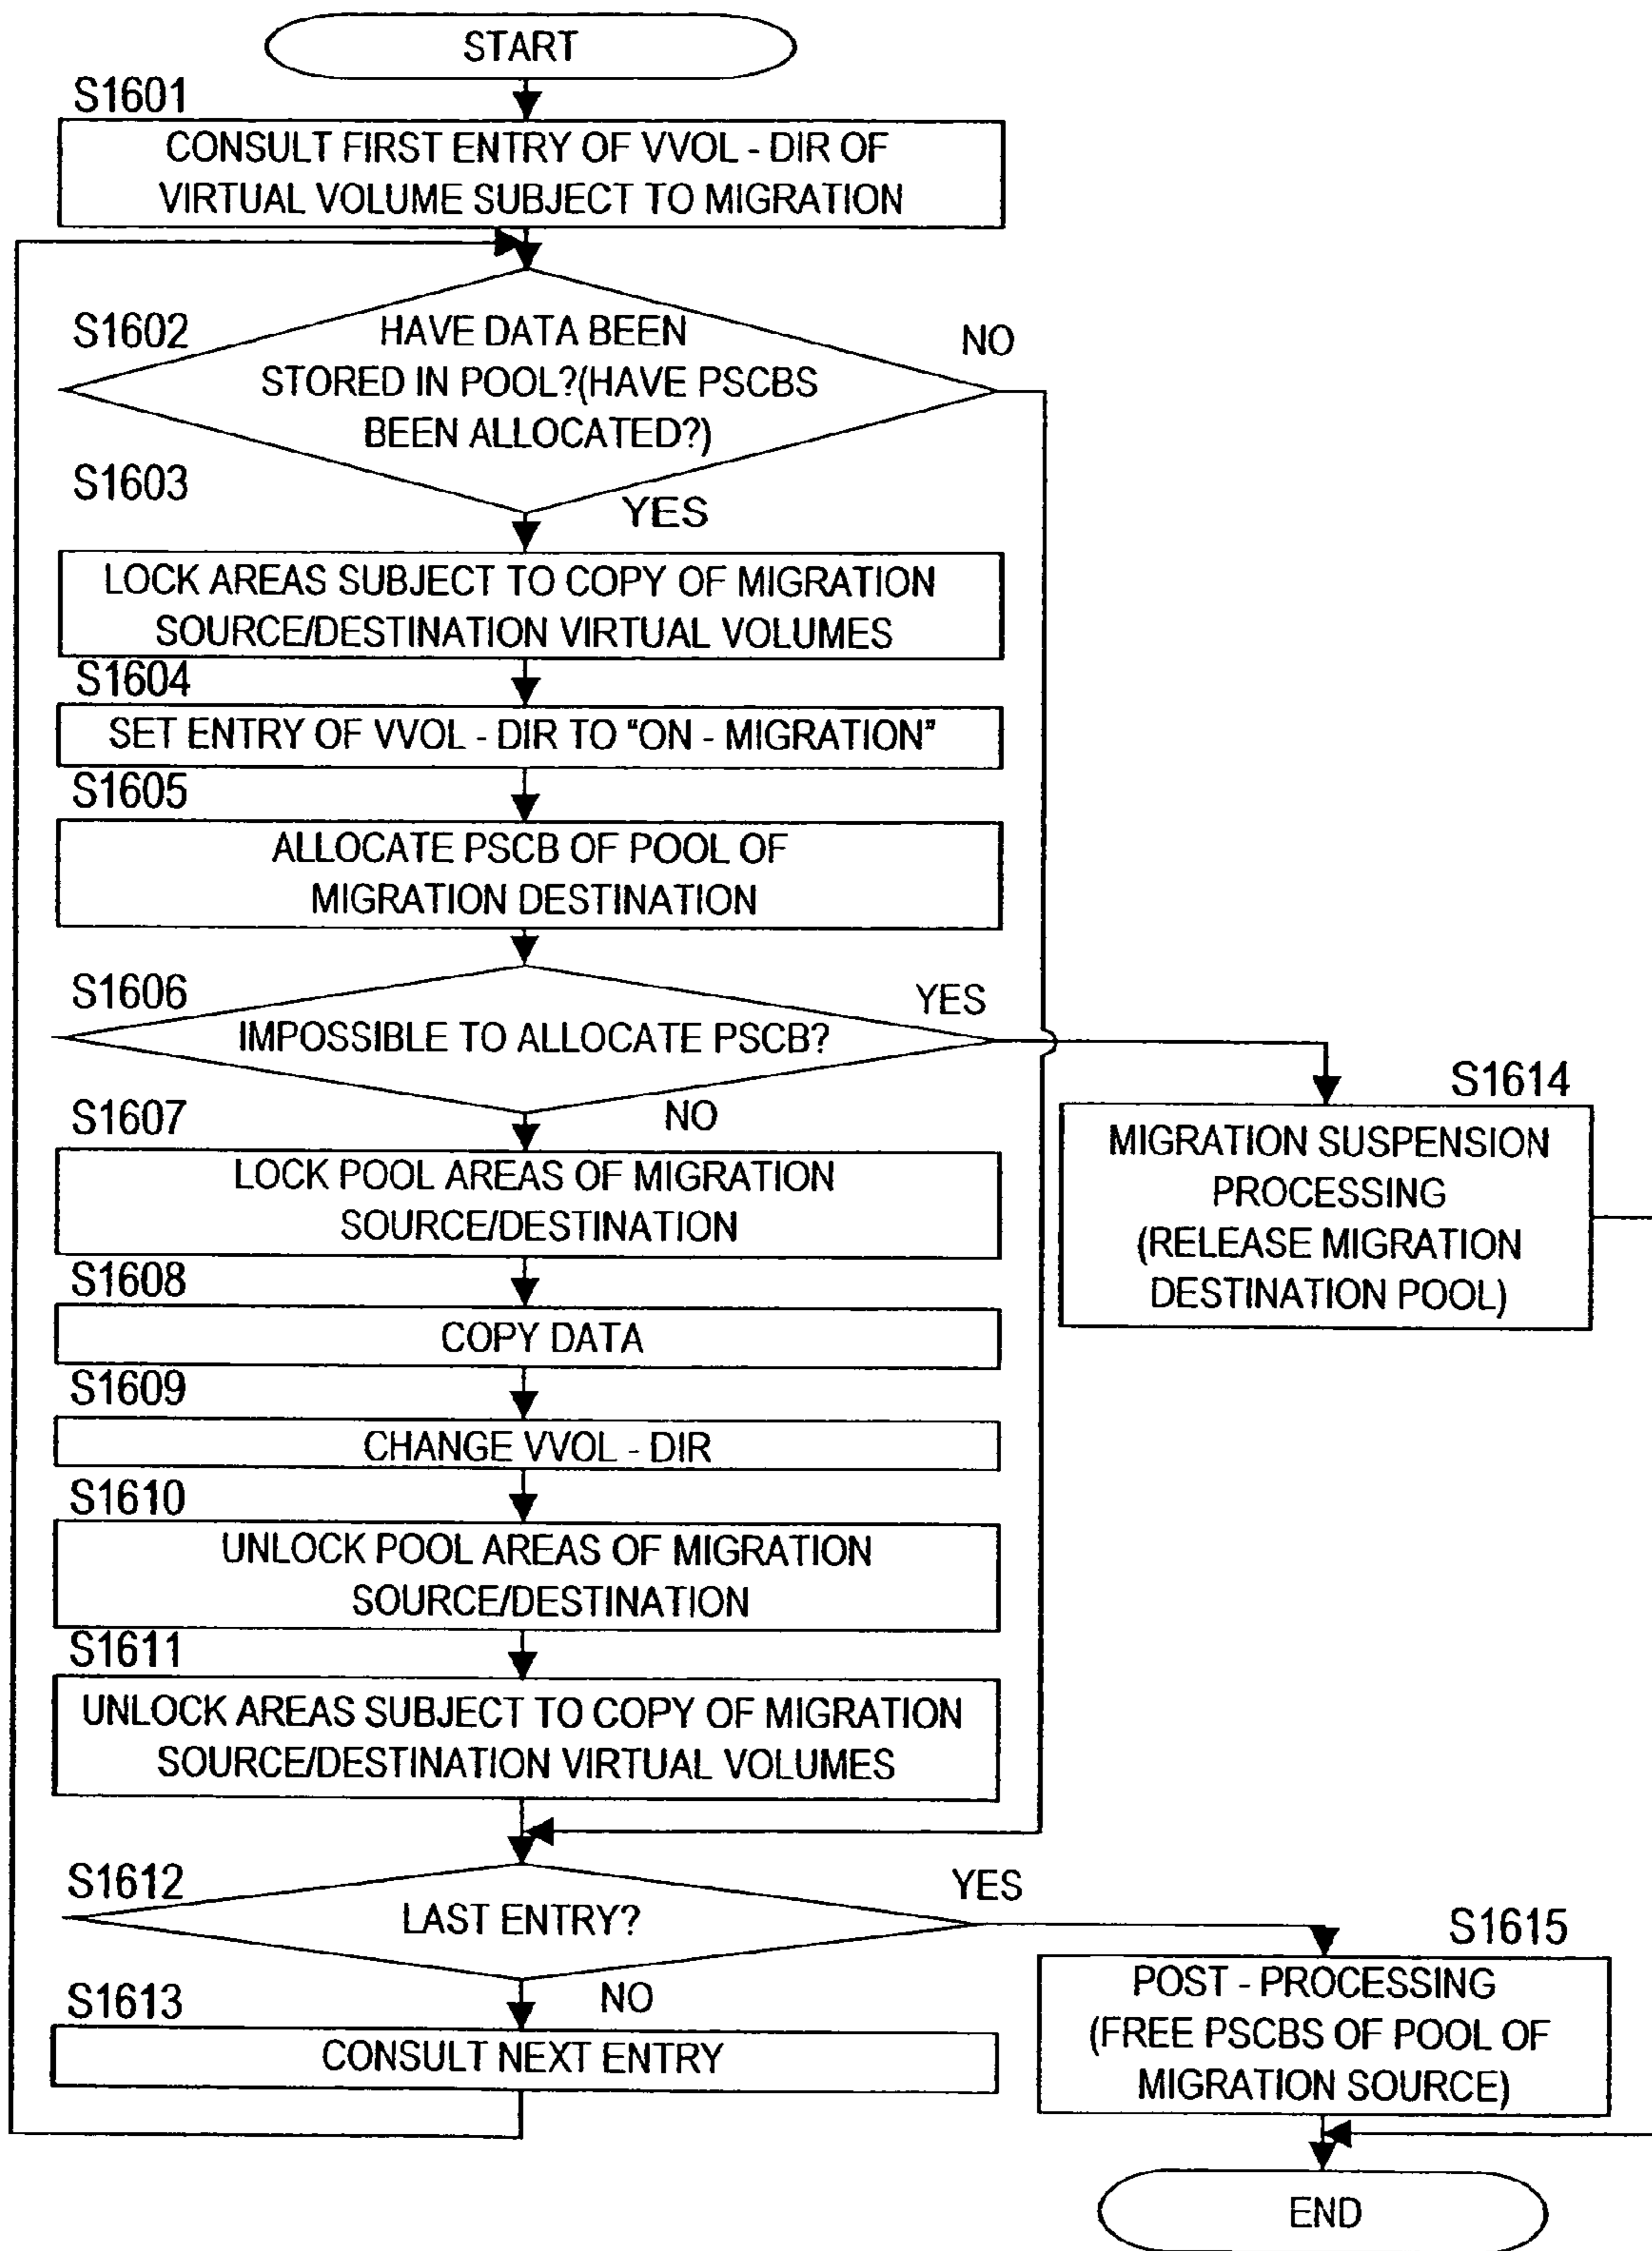 START
S1601
CONSULT FIRST ENTRY OF VVOL - DIR OF
VIRTUAL VOLUME SUBJECT TO MIGRATION
S1602
HAVE DATA BEEN
STORED IN POOL?(HAVE PSCBS
BEEN ALLOCATED?)
NO
S1603
YES
LOCK AREAS SUBJECT TO COPY OF MIGRATION
SOURCE/DESTINATION VIRTUAL VOLUMES
S1604
SET ENTRY OF VVOL - DIR TO "ON - MIGRATION"
S1605
ALLOCATE PSCB OF POOL OF
MIGRATION DESTINATION
S1606
IMPOSSIBLE TO ALLOCATE PSCB?
YES
S1607
NO
LOCK POOL AREAS OF MIGRATION
SOURCE/DESTINATION
S1614
MIGRATION SUSPENSION
PROCESSING
(RELEASE MIGRATION
DESTINATION POOL)
S1608
COPY DATA
S1609
CHANGE VVOL - DIR
S1610
UNLOCK POOL AREAS OF MIGRATION
SOURCE/DESTINATION
S1611
UNLOCK AREAS SUBJECT TO COPY OF MIGRATION
SOURCE/DESTINATION VIRTUAL VOLUMES
S1612
LAST ENTRY?
YES
S1613
NO
CONSULT NEXT ENTRY
S1615
POST - PROCESSING
(FREE PSCBS OF POOL OF
MIGRATION SOURCE)
END